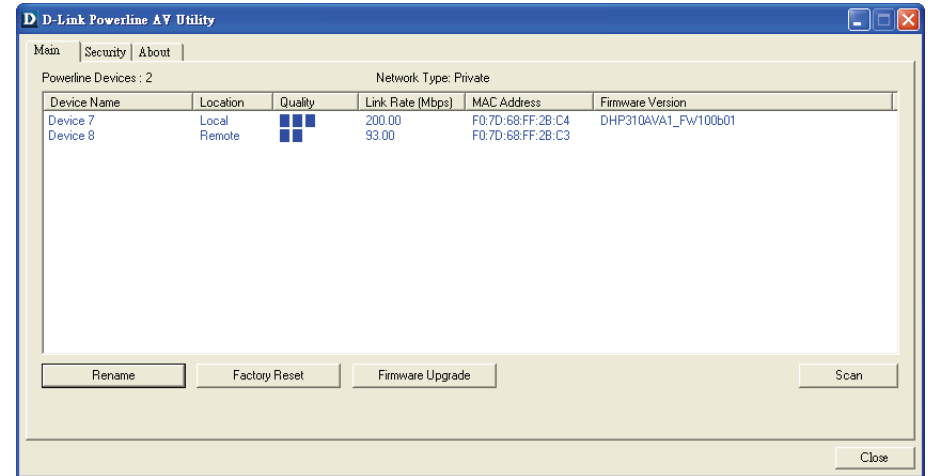 D D-Link Powerline AV Utility
Main Security About
Powerline Devices : 2 Network Type: Private
Device Name Location Quality Link Rate (Mbps) MAC Address Firmware Version
Device 7 Local 200.00 F0:7D:68:FF:2B:C4 DHP310AVA1_FW100b01
Device 8 Remote 93.00 F0:7D:68:FF:2B:C3
Rename Factory Reset Firmware Upgrade Scan
Close